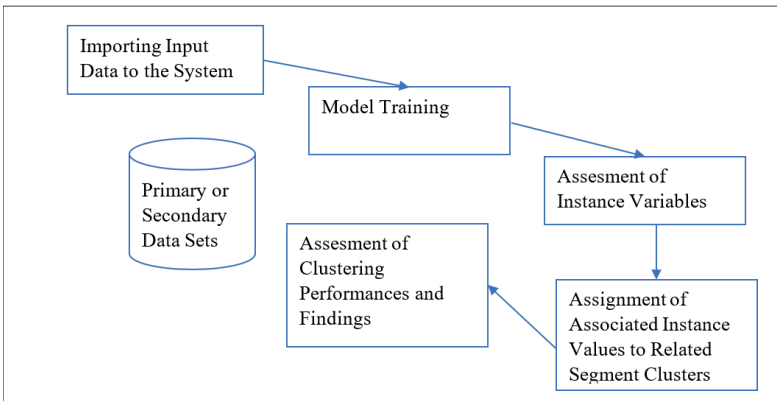 Importing Input
Data to the System
Model Training
Assesment of
Instance Variables
Primary or
Secondary
Data Sets
Assesment of
Clustering
Performances and
Findings
Assignment of
Associated Instance
Values to Related
Segment Clusters